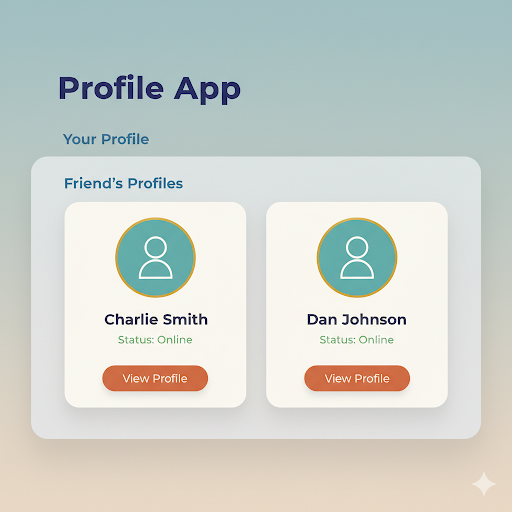 Profile App
Your Profile
Friend's Profiles
Charlie Smith
Status: Online
View Profile
Dan Johnson
Status: Online
View Profile